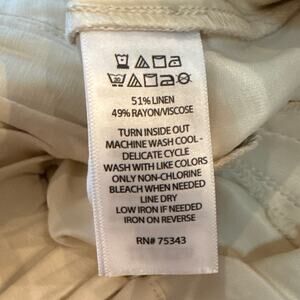 30
51% LINEN
49% RAYON/VISCOSE
TURN INSIDE OUT
MACHINE WASH COOL -
DELICATE CYCLE
WASH WITH LIKE COLORS
ONLY NON-CHLORINE
BLEACH WHEN NEEDED
LINE DRY
LOW IRON IF NEEDED
IRON ON REVERSE
RN# 75343